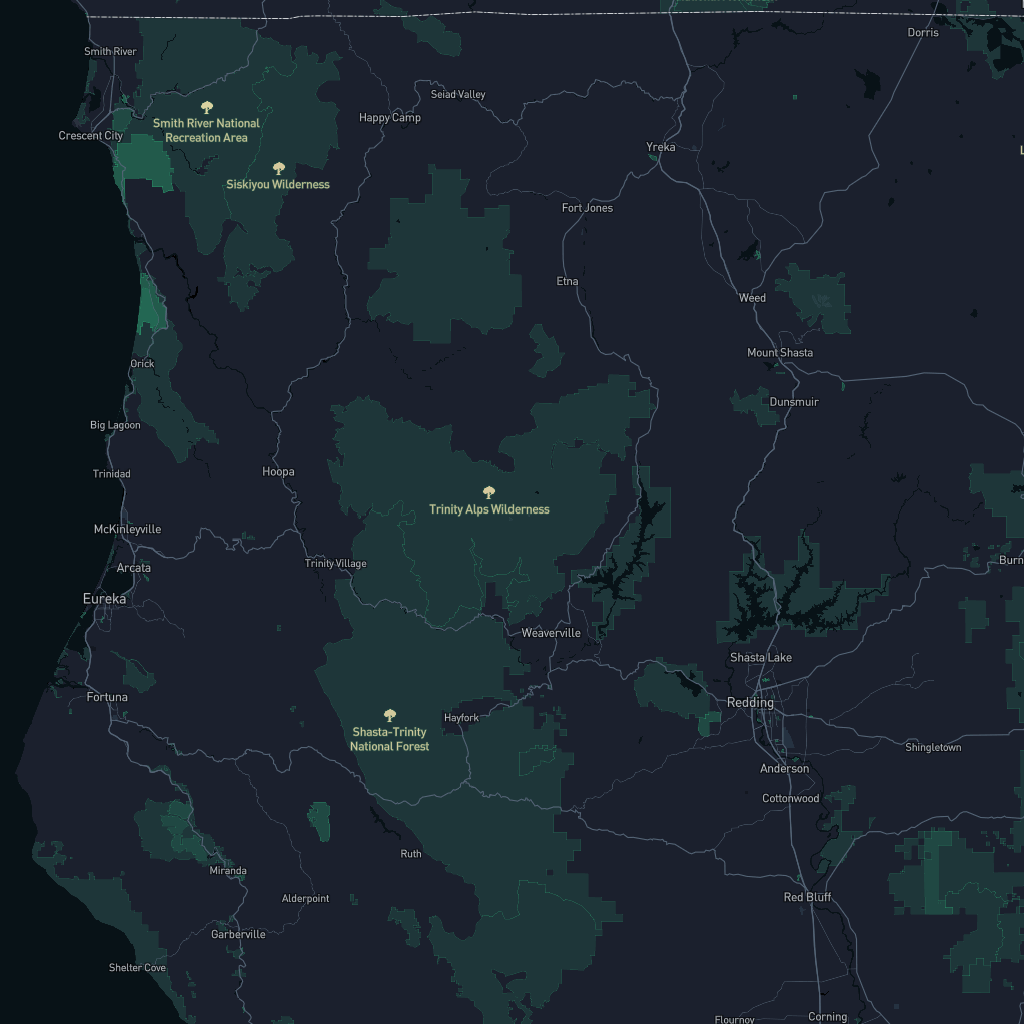 Dorris
Smith River
Seiad Valley
Smith River National
Recreation Area
Happy Camp
Crescent City
Yreka
Siskiyou Wilderness
Fort Jones
Etna
Weed
Mount Shasta
Orick
Dunsmuir
Big Lagoon
Hoopa
Trinidad
Trinity Alps Wilderness
McKinleyville
Trinity Village
Burn
Arcata
Eureka
Weaverville
Shasta Lake
Fortuna
Redding
Hayfork
Shasta-Trinity
National Forest
Shingletown
Anderson
Cottonwood
Ruth
Miranda
Alderpoint
Red Bluff
Garberville
Shelter Cove
Flournoy
Corning